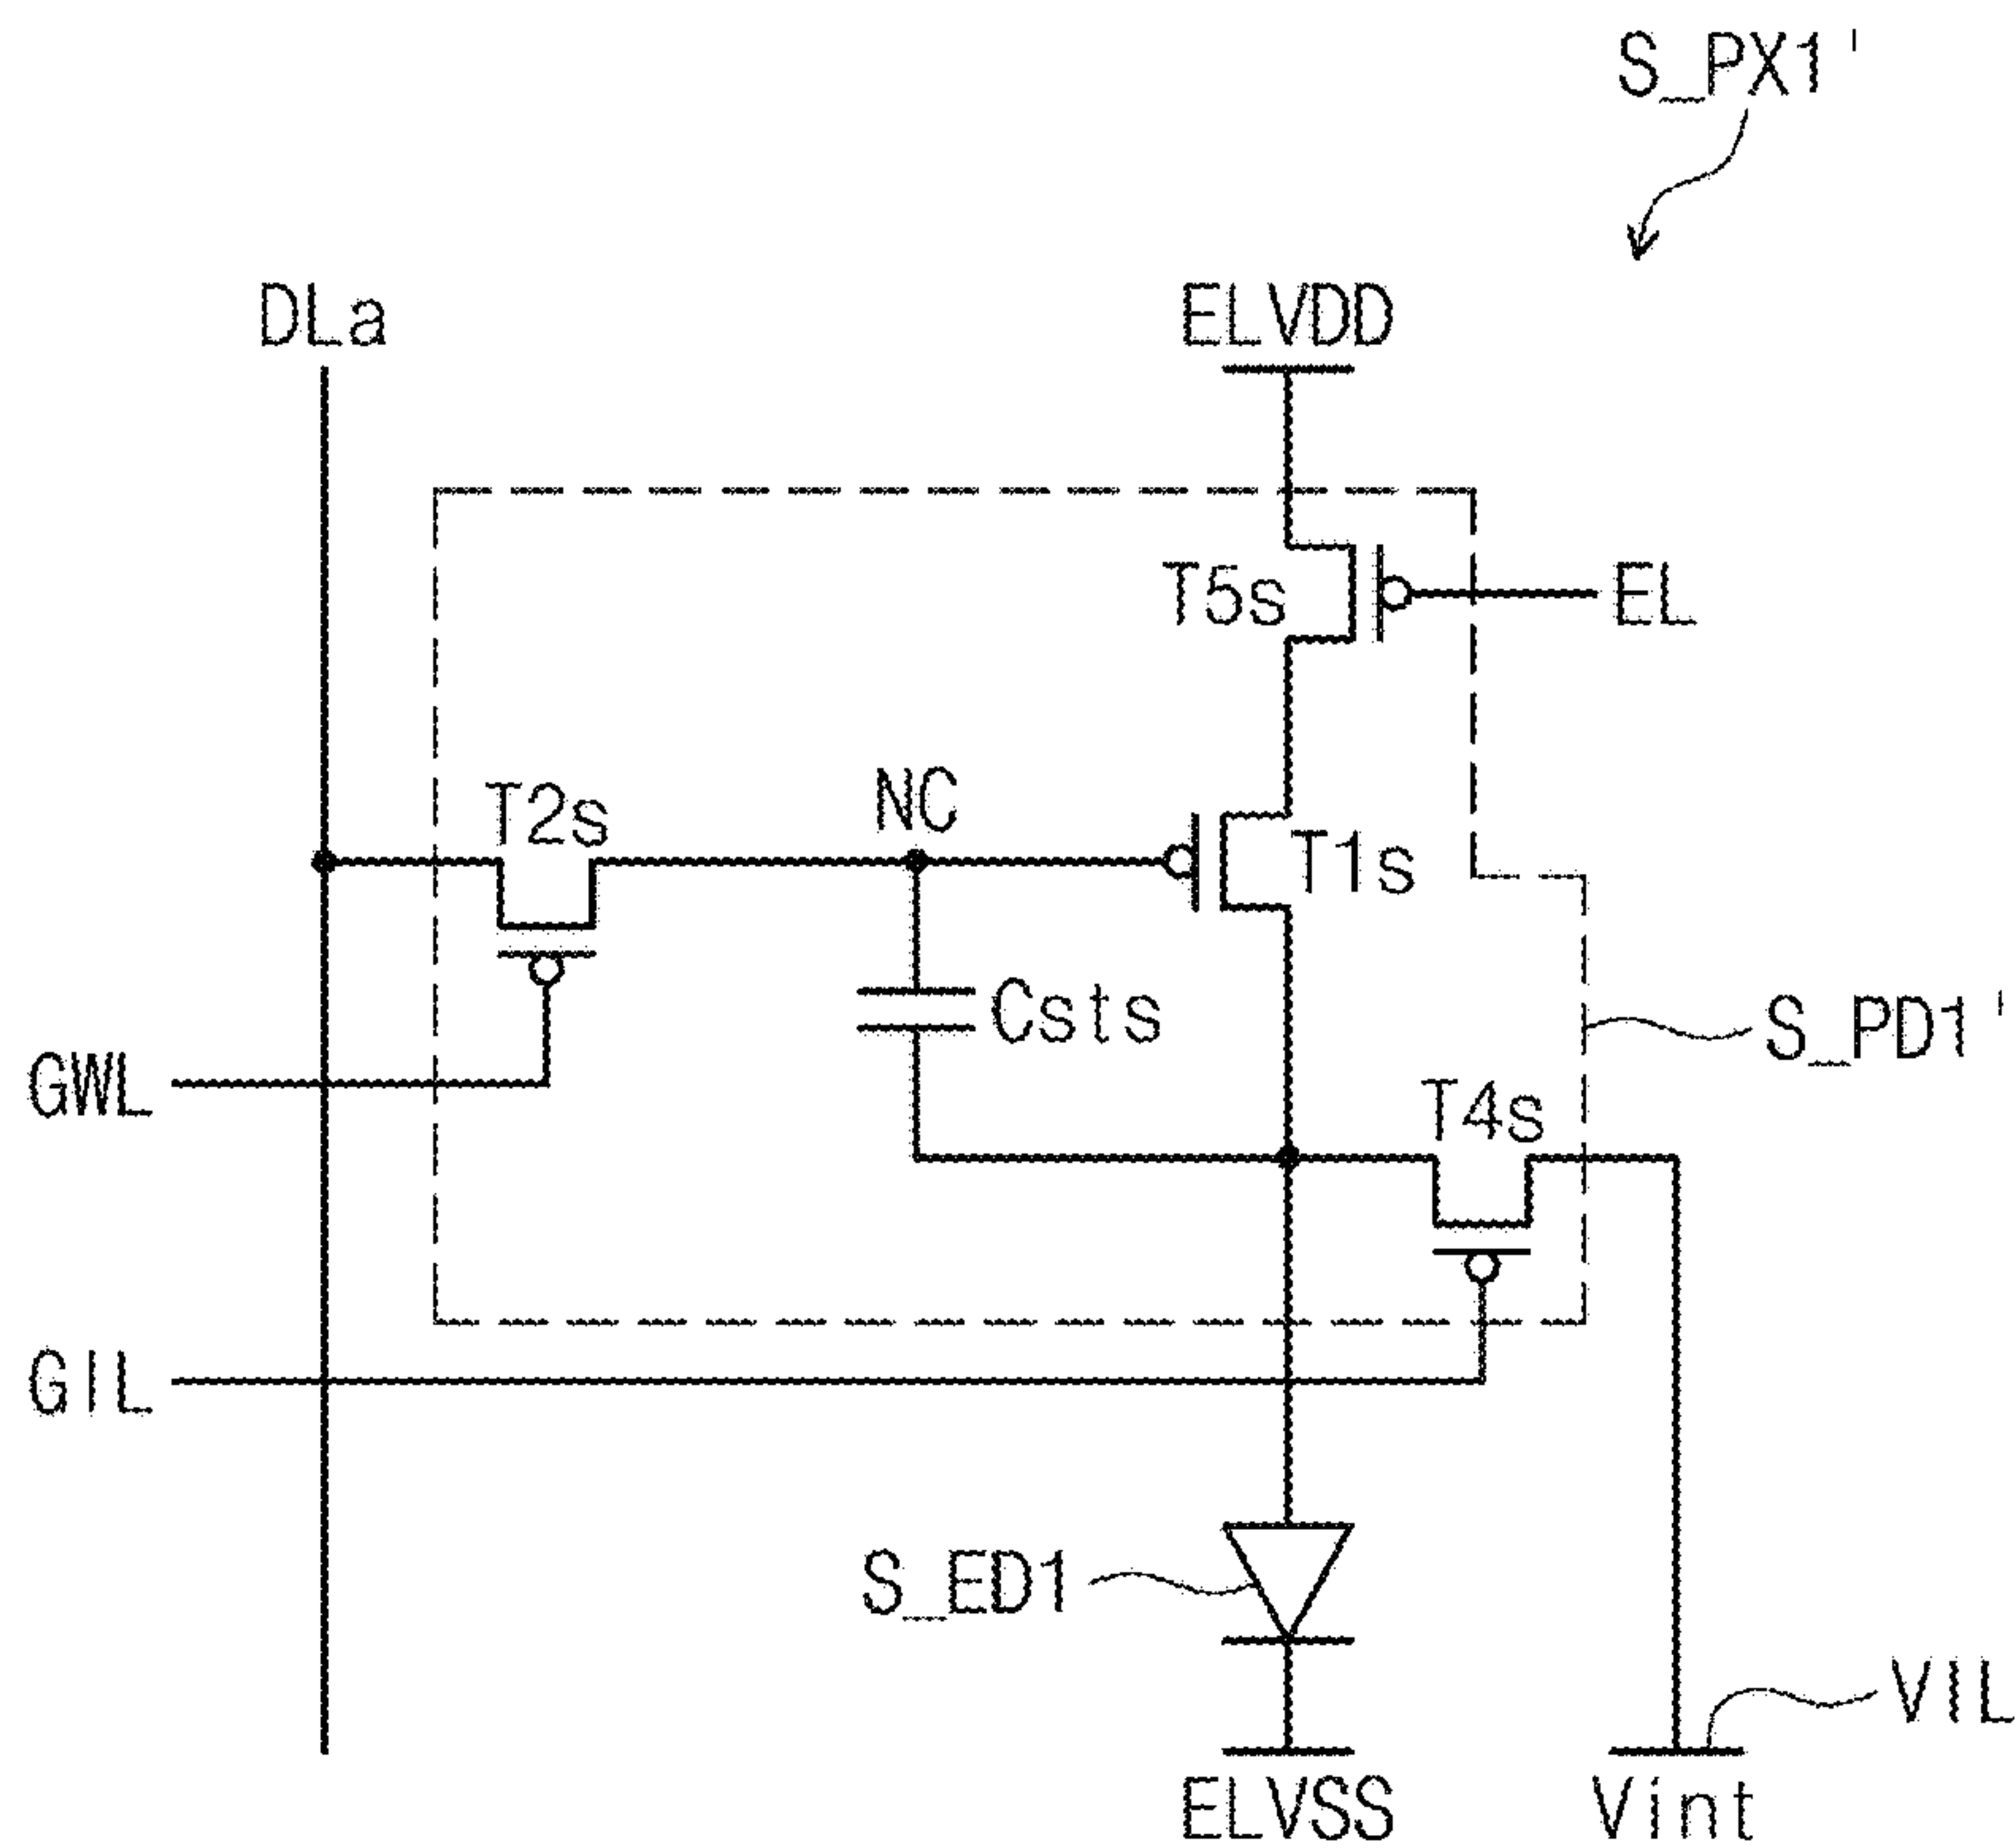 S_PX1'
DLa
ELVDD
T5s
EL
T2s
NC
T1s
Csts
S_PD1'
GWL
T4s
GIL
S_ED1
VIL
ELVSS
Vint